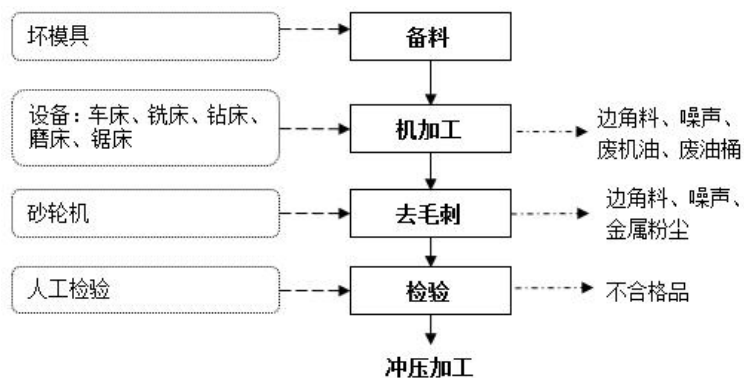 坏模具
备料
设备：车床、铣床、钻床、
磨床、锯床
机加工
边角料、噪声、
废机油、废油桶
砂轮机
去毛刺
边角料、噪声、
金属粉尘
人工检验
检验
不合格品
冲压加工